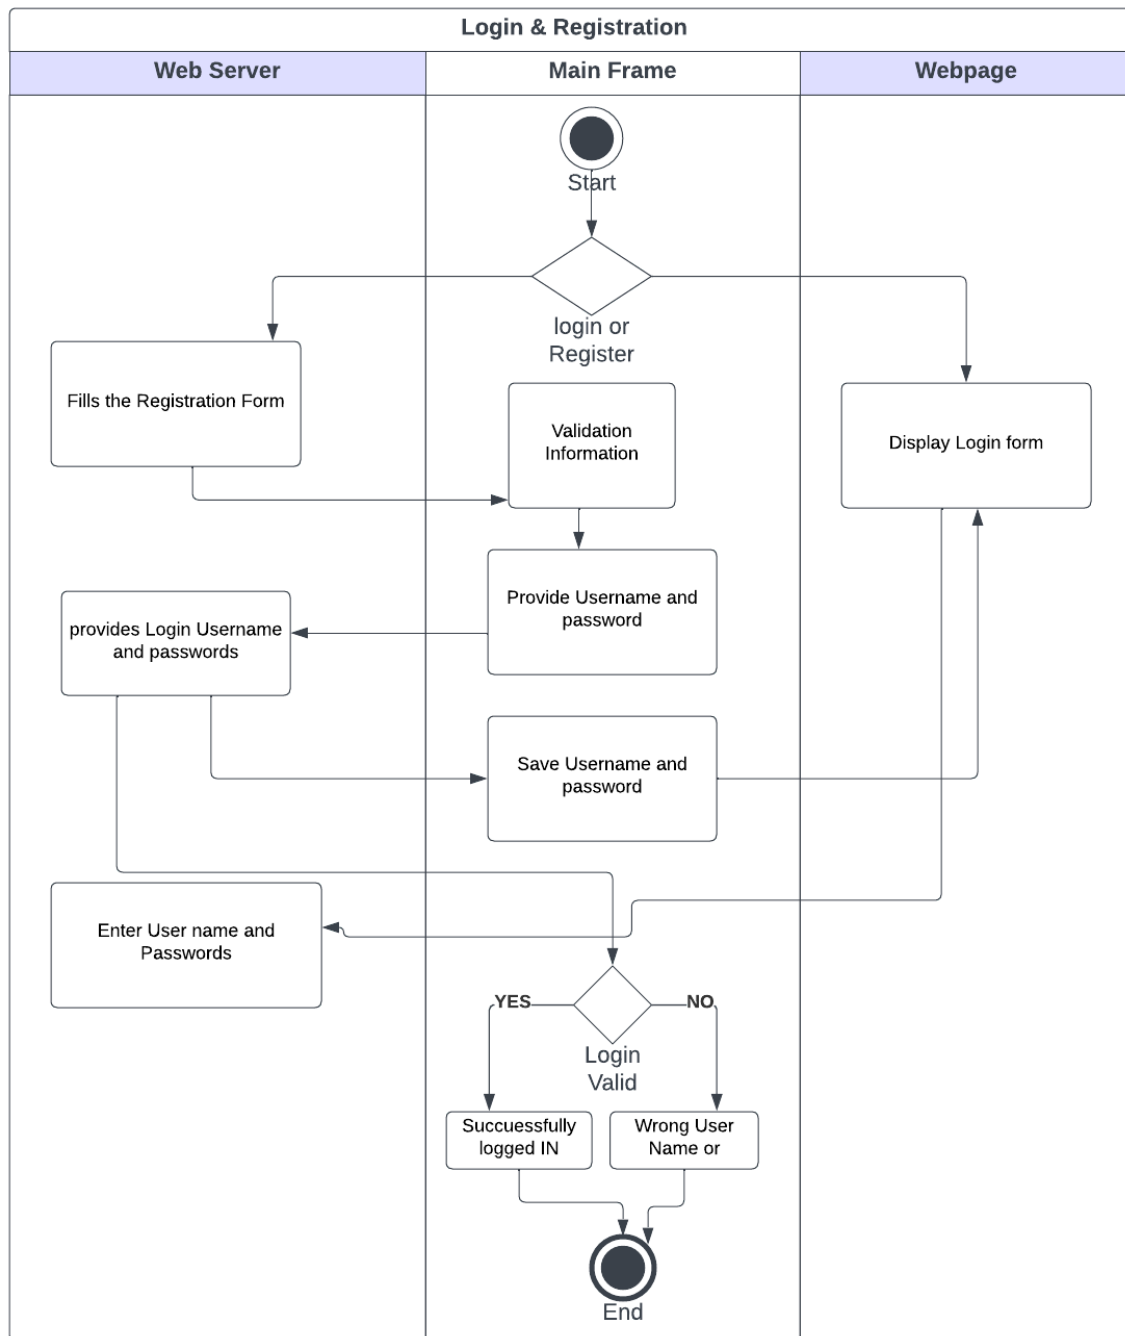 Login & Registration
Web Server
Main Frame
Webpage
Start
login or
Register
Fills the Registration Form
Validation
Information
Display Login form
Provide Username and
password
provides Login Username
and passwords
Save Username and
password
Enter User name and
Passwords
YES
NO
Login
Valid
Succuessfully
logged IN
Wrong User
Name or
End